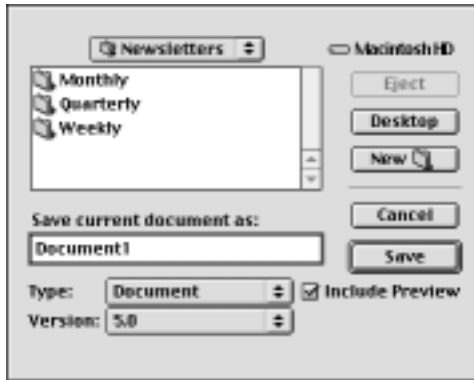 Newsletters
Macintosh HD
Monthly
Quarterly
Weekly
Eject
Desktop
New
Save current document as:
Cancel
Document1
Save
Type: Document
Include Preview
Version: 5.0